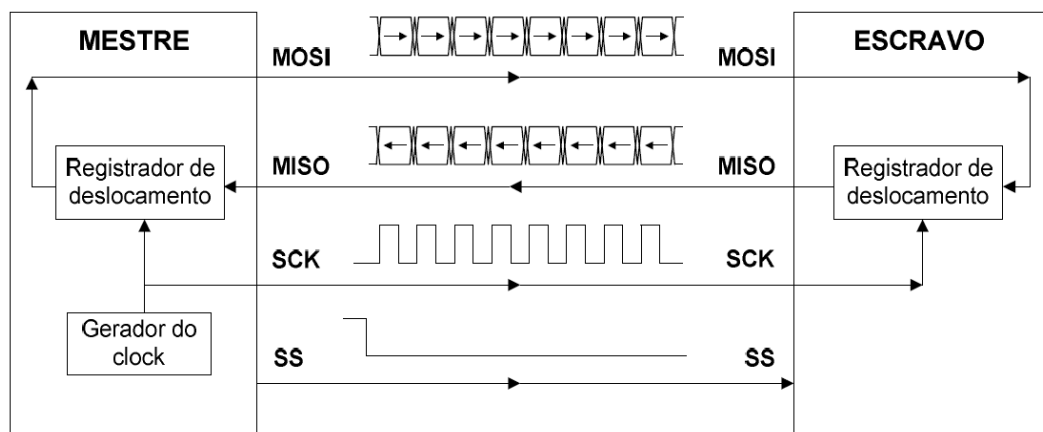 MESTRE
ESCRAVO
MOSI
MOSI
Registrador de
deslocamento
MISO
MISO
Registrador de
deslocamento
SCK
SCK
Gerador do
clock
SS
SS